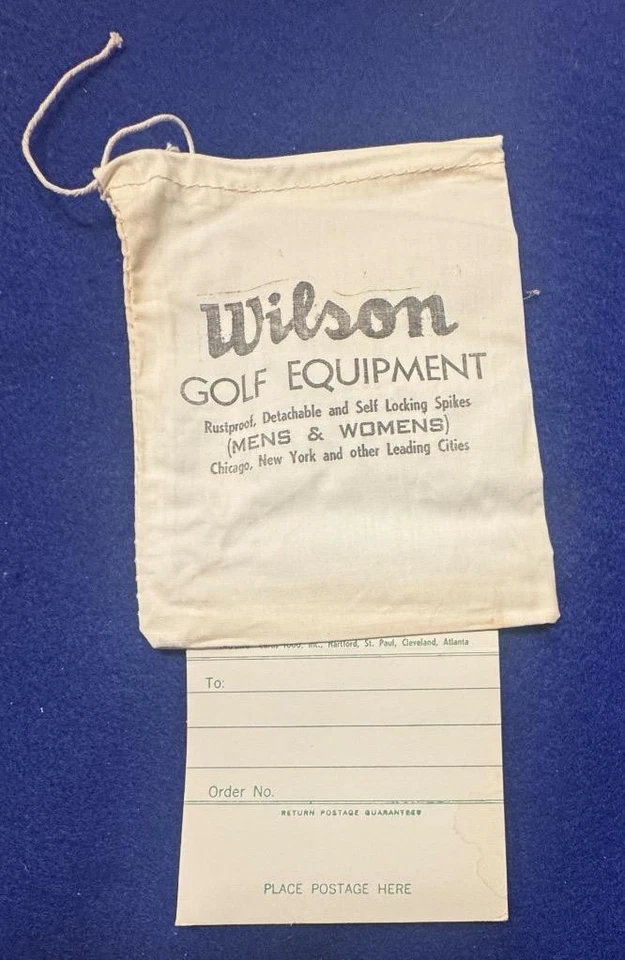 Wilson
GOLF EQUIPMENT
Rustproof, Detachable and Self Locking Spikes
(MENS & WOMENS)
Chicago, New York and other Leading Cities
Hartford, St. Paul, Cleveland, Atlanta
To:
Order No.
RETURN POSTAGE GUARANTEED
PLACE POSTAGE HERE